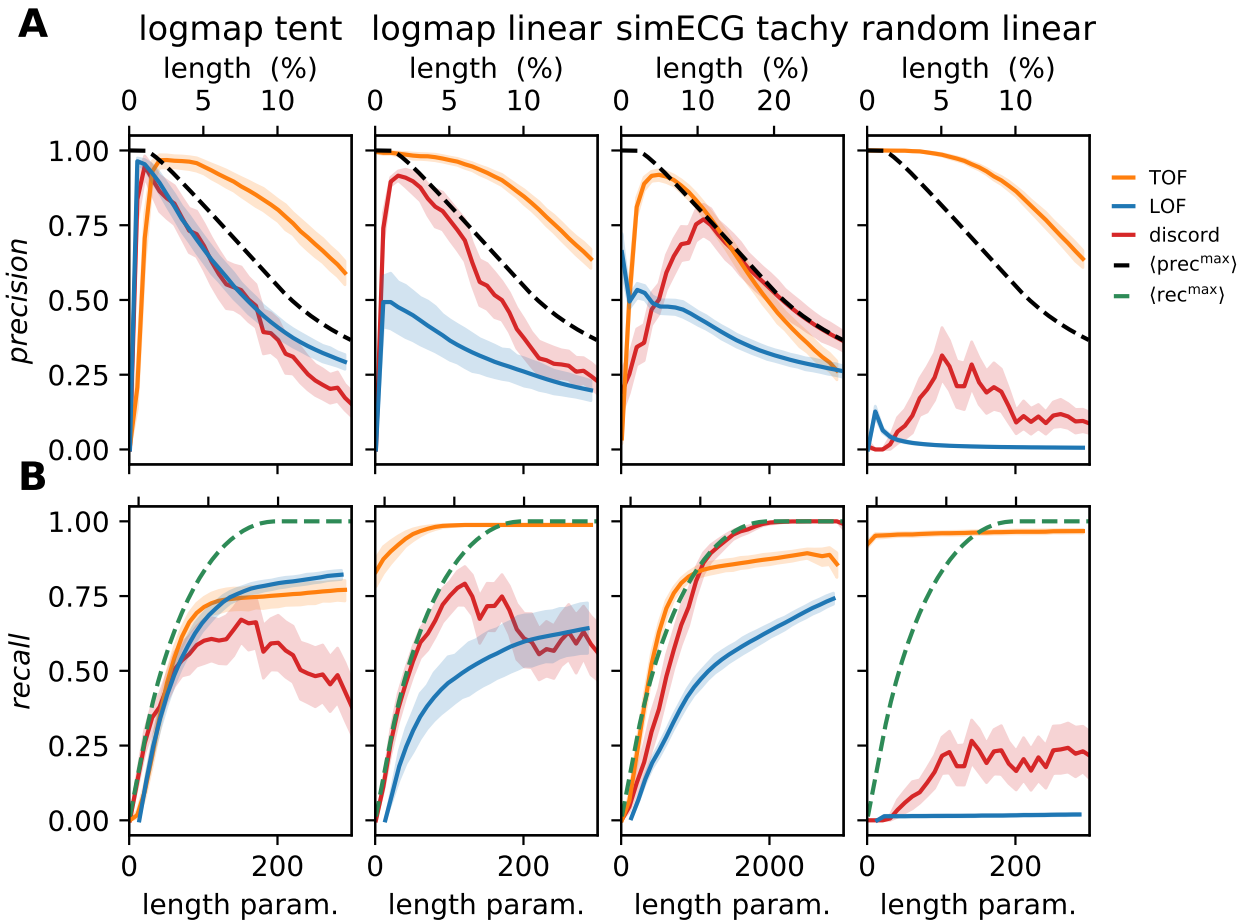 A
logmap tent logmap linear simECG tachy random linear
length (%) length (%) length (%) length (%)
0 5 10 0 5 10 0 10 20 0 5 10
precision
1.00
0.75
0.50
0.25
0.00
TOF
LOF
discord
⟨prec^max⟩
⟨rec^max⟩
B
recall
1.00
0.75
0.50
0.25
0.00
0 200 0 200 0 2000 0 200
length param. length param. length param. length param.